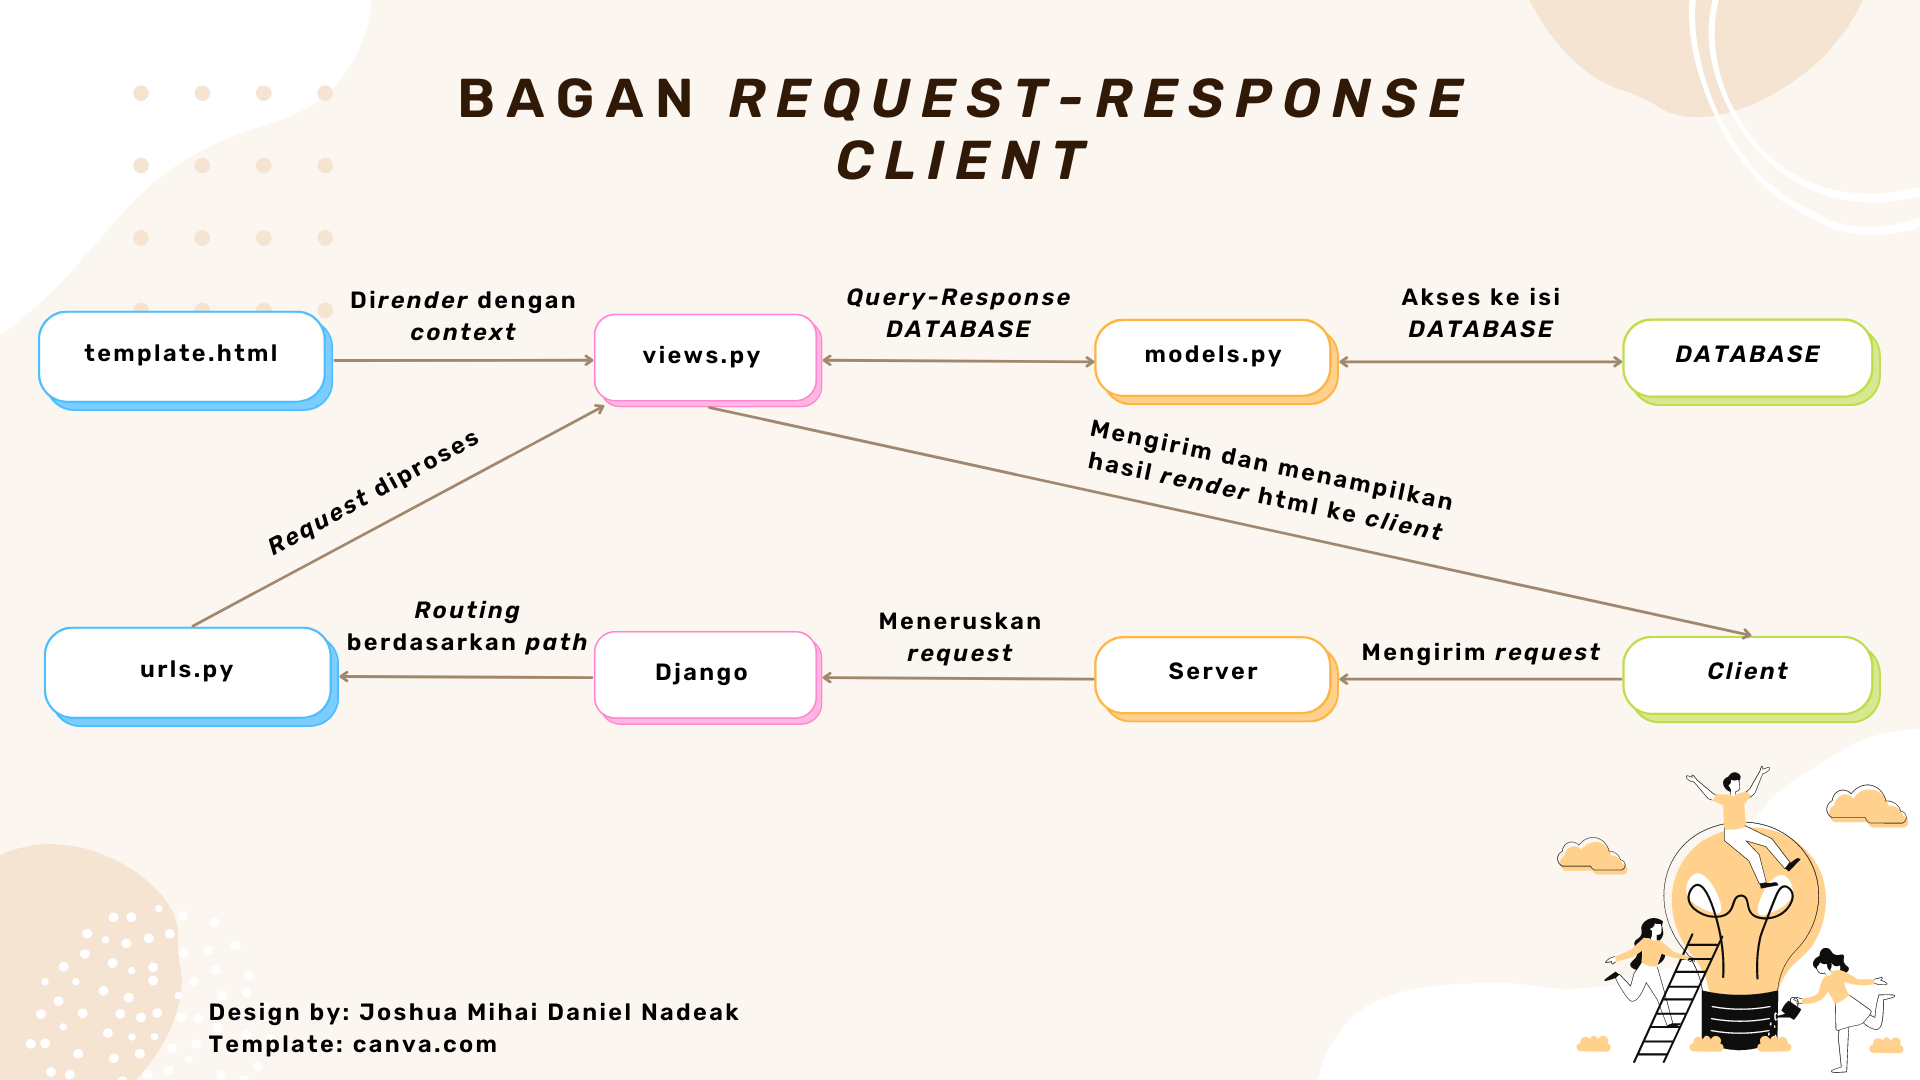 BAGAN REQUEST-RESPONSE
CLIENT
Dirender dengan
context
Query-Response
DATABASE
Akses ke isi
DATABASE
template.html
views.py
models.py
DATABASE
Request diproses
Mengirim dan menampilkan
hasil render html ke client
Routing
berdasarkan path
Meneruskan
request
Mengirim request
urls.py
Django
Server
Client
Design by: Joshua Mihai Daniel Nadeak
Template: canva.com